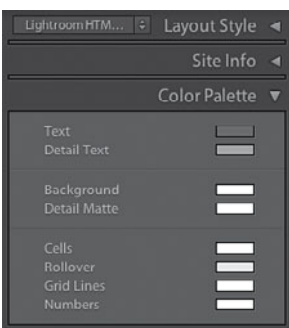 Lightroom HTM... Layout Style
Site Info
Color Palette
Text
Detail Text
Background
Detail Matte
Cells
Rollover
Grid Lines
Numbers